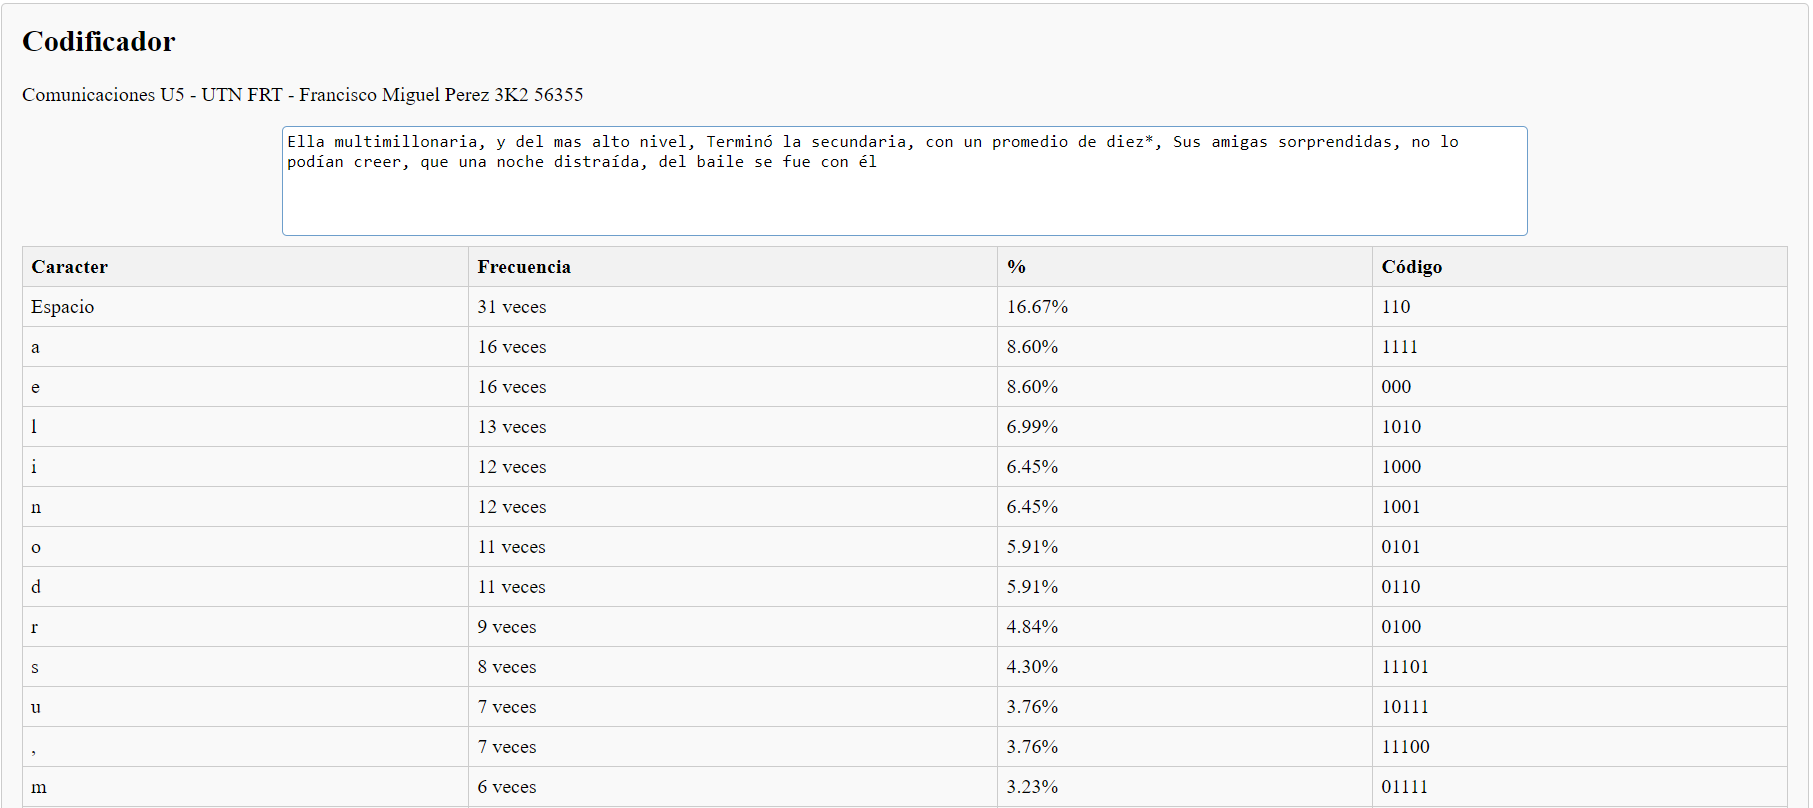 Codificador
Comunicaciones U5 - UTN FRT - Francisco Miguel Perez 3K2 56355
Ella multimillonaria, y del mas alto nivel, Terminó la secundaria, con un promedio de diez*, Sus amigas sorprendidas, no lo
podían creer, que una noche distraída, del baile se fue con él
Caracter Frecuencia % Código
Espacio 31 veces 16.67% 110
a 16 veces 8.60% 1111
e 16 veces 8.60% 000
l 13 veces 6.99% 1010
i 12 veces 6.45% 1000
n 12 veces 6.45% 1001
o 11 veces 5.91% 0101
d 11 veces 5.91% 0110
r 9 veces 4.84% 0100
s 8 veces 4.30% 11101
u 7 veces 3.76% 10111
, 7 veces 3.76% 11100
m 6 veces 3.23% 01111